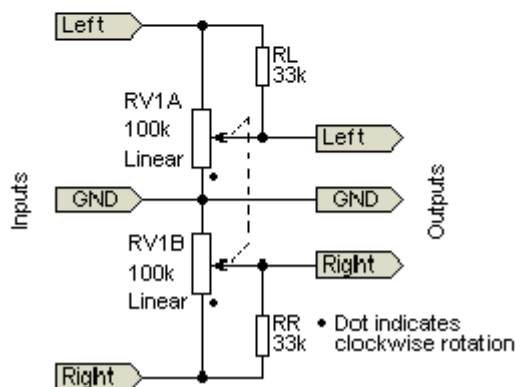 Left
RL
33k
RV1A
100k
Linear
Left
Inputs
GND
GND
Outputs
RV1B
100k
Linear
Right
RR
33k
• Dot indicates
clockwise rotation
Right